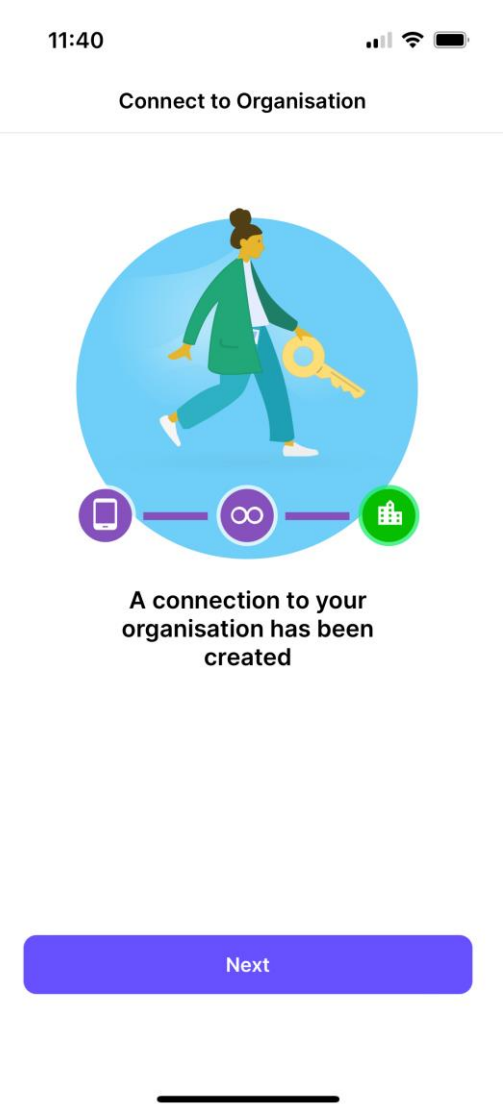 11:40
Connect to Organisation
A connection to your
organisation has been
created
Next